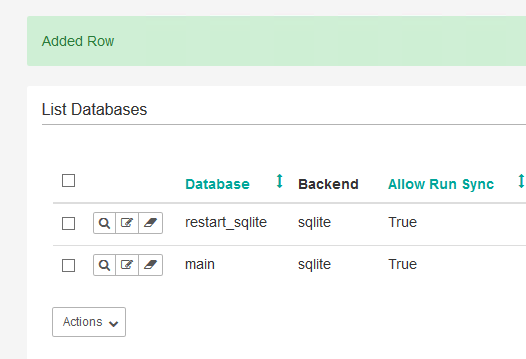 Added Row
List Databases
Database Backend Allow Run Sync
restart_sqlite sqlite True
main sqlite True
Actions